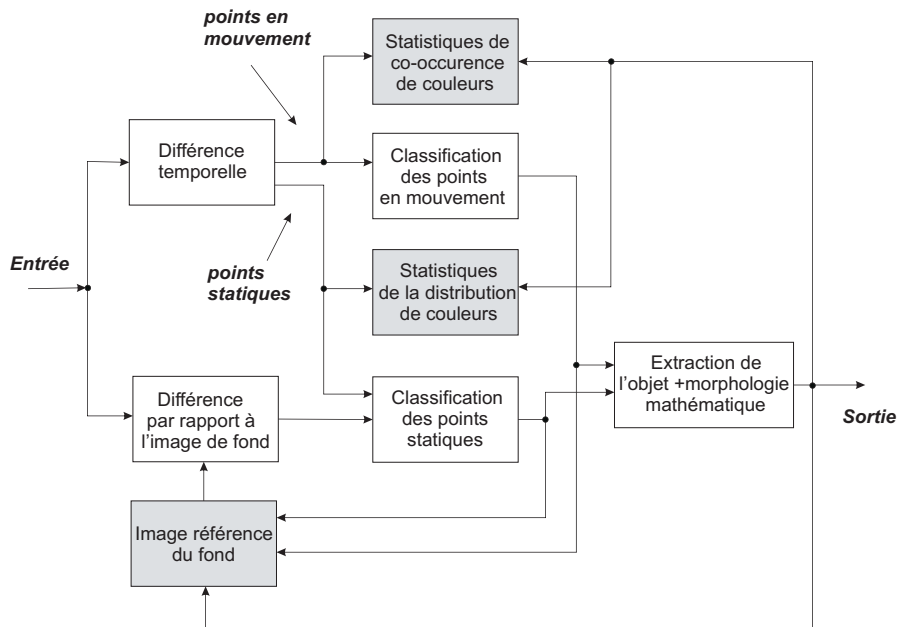 points en
mouvement
Statistiques de
co-occurence
de couleurs
Différence
temporelle
Classification
des points
en mouvement
Entrée
points
statiques
Statistiques
de la distribution
de couleurs
Différence
par rapport à
l'image de fond
Classification
des points
statiques
Extraction de
l'objet +morphologie
mathématique
Sortie
Image référence
du fond